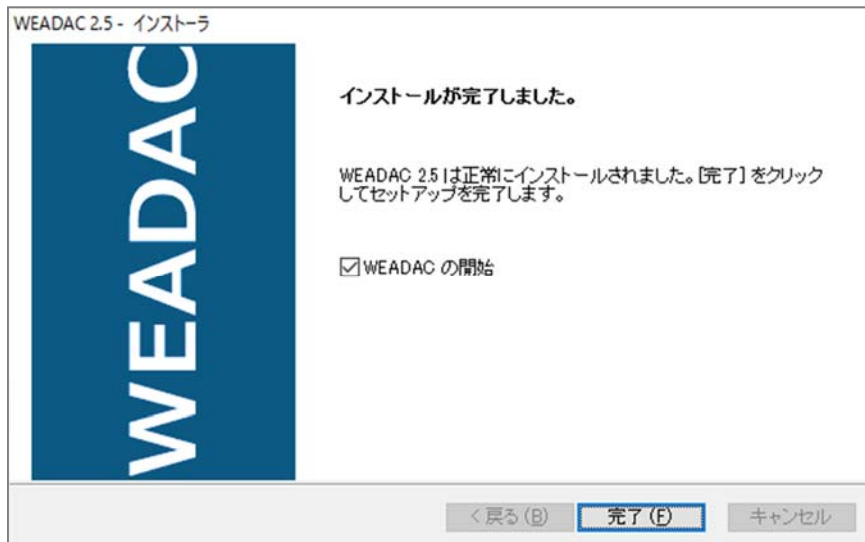 WEADAC 2.5 - インストーラ
WEADAC
インストールが完了しました。
WEADAC 2.5 は正常にインストールされました。[完了] をクリック
してセットアップを完了します。
WEADAC の開始
< 戻る(B)
完了(F)
キャンセル